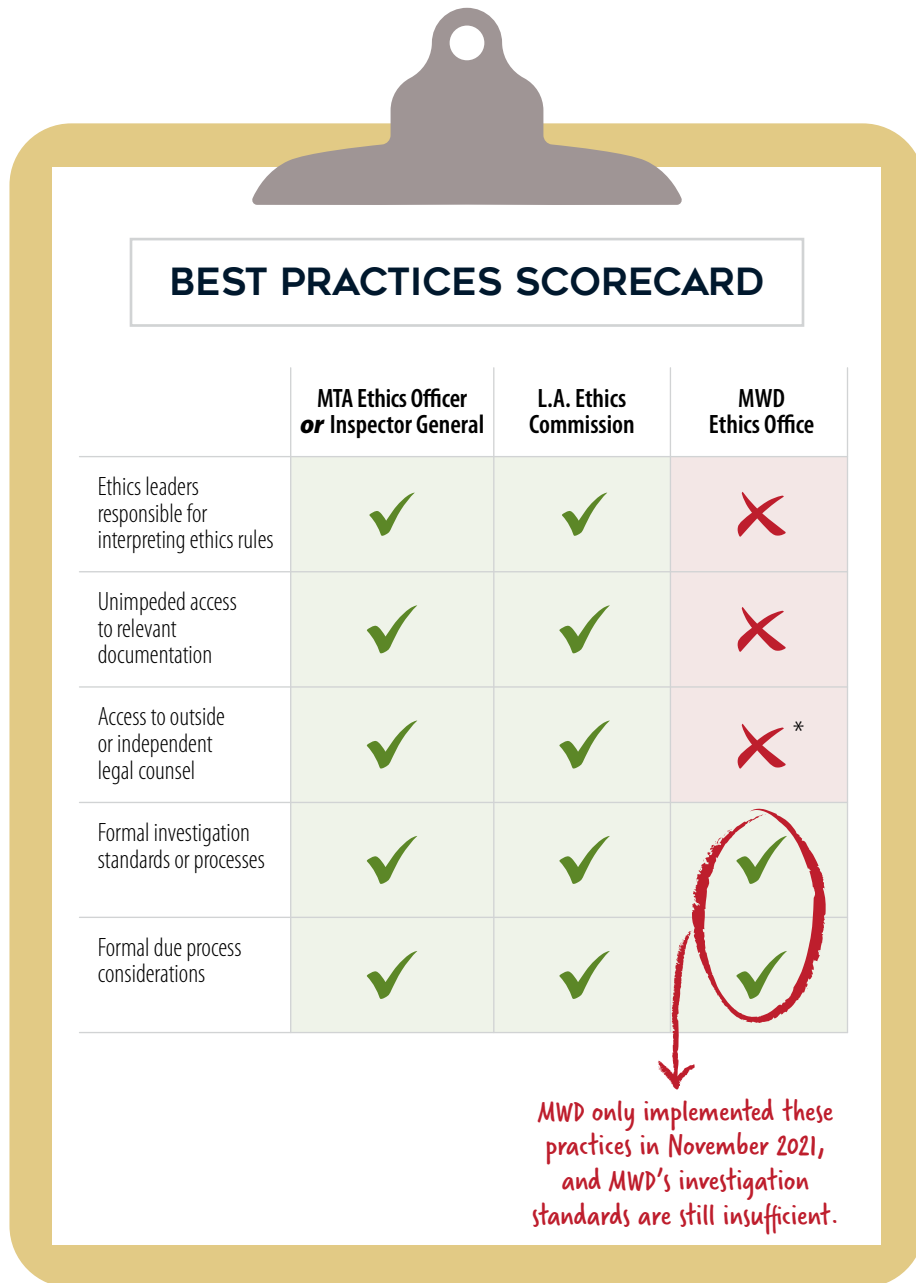 BEST PRACTICES SCORECARD
MTA Ethics Officer
or Inspector General
L.A. Ethics
Commission
MWD
Ethics Office
Ethics leaders
responsible for
interpreting ethics rules
Unimpeded access
to relevant
documentation
Access to outside
or independent
legal counsel
*
Formal investigation
standards or processes
Formal due process
considerations
MWD only implemented these
practices in November 2021,
and MWD's investigation
standards are still insufficient.